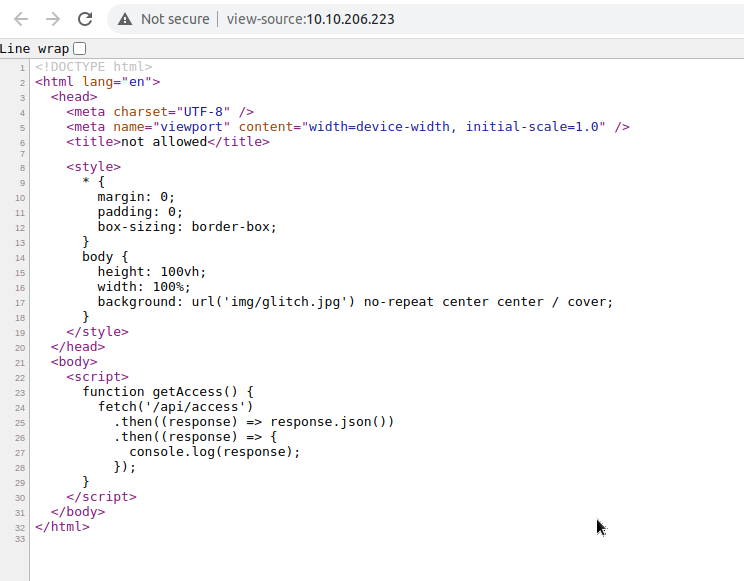 Not secure | view-source:10.10.206.223
Line wrap
1 <!DOCTYPE html>
2 <html lang="en">
3   <head>
4     <meta charset="UTF-8" />
5     <meta name="viewport" content="width=device-width, initial-scale=1.0" />
6     <title>not allowed</title>
7
8     <style>
9       * {
10         margin: 0;
11         padding: 0;
12         box-sizing: border-box;
13       }
14       body {
15         height: 100vh;
16         width: 100%;
17         background: url('img/glitch.jpg') no-repeat center center / cover;
18       }
19     </style>
20   </head>
21   <body>
22     <script>
23       function getAccess() {
24         fetch('/api/access')
25           .then((response) => response.json())
26           .then((response) => {
27             console.log(response);
28           });
29       }
30     </script>
31   </body>
32 </html>
33